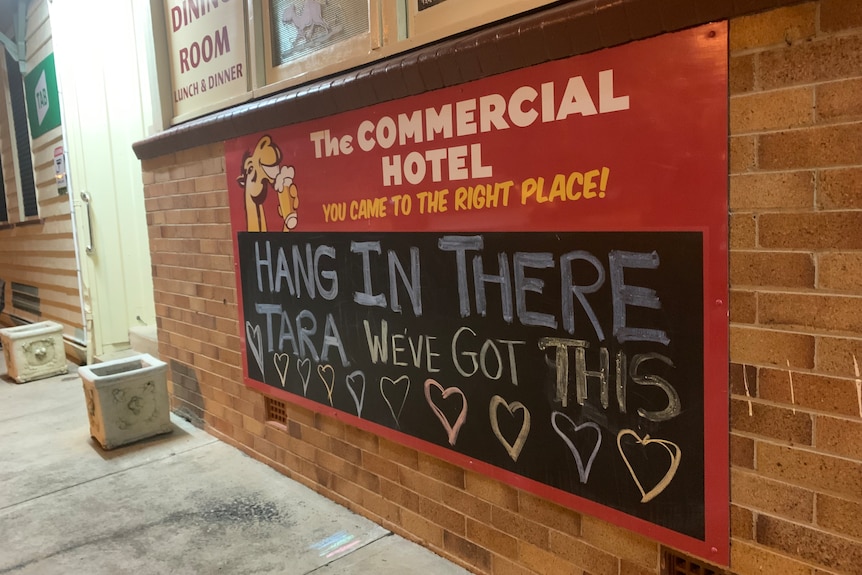 DINING
ROOM
LUNCH & DINNER
TAB
The COMMERCIAL
HOTEL
YOU CAME TO THE RIGHT PLACE!
HANG IN THERE
TARA WE'VE GOT THIS